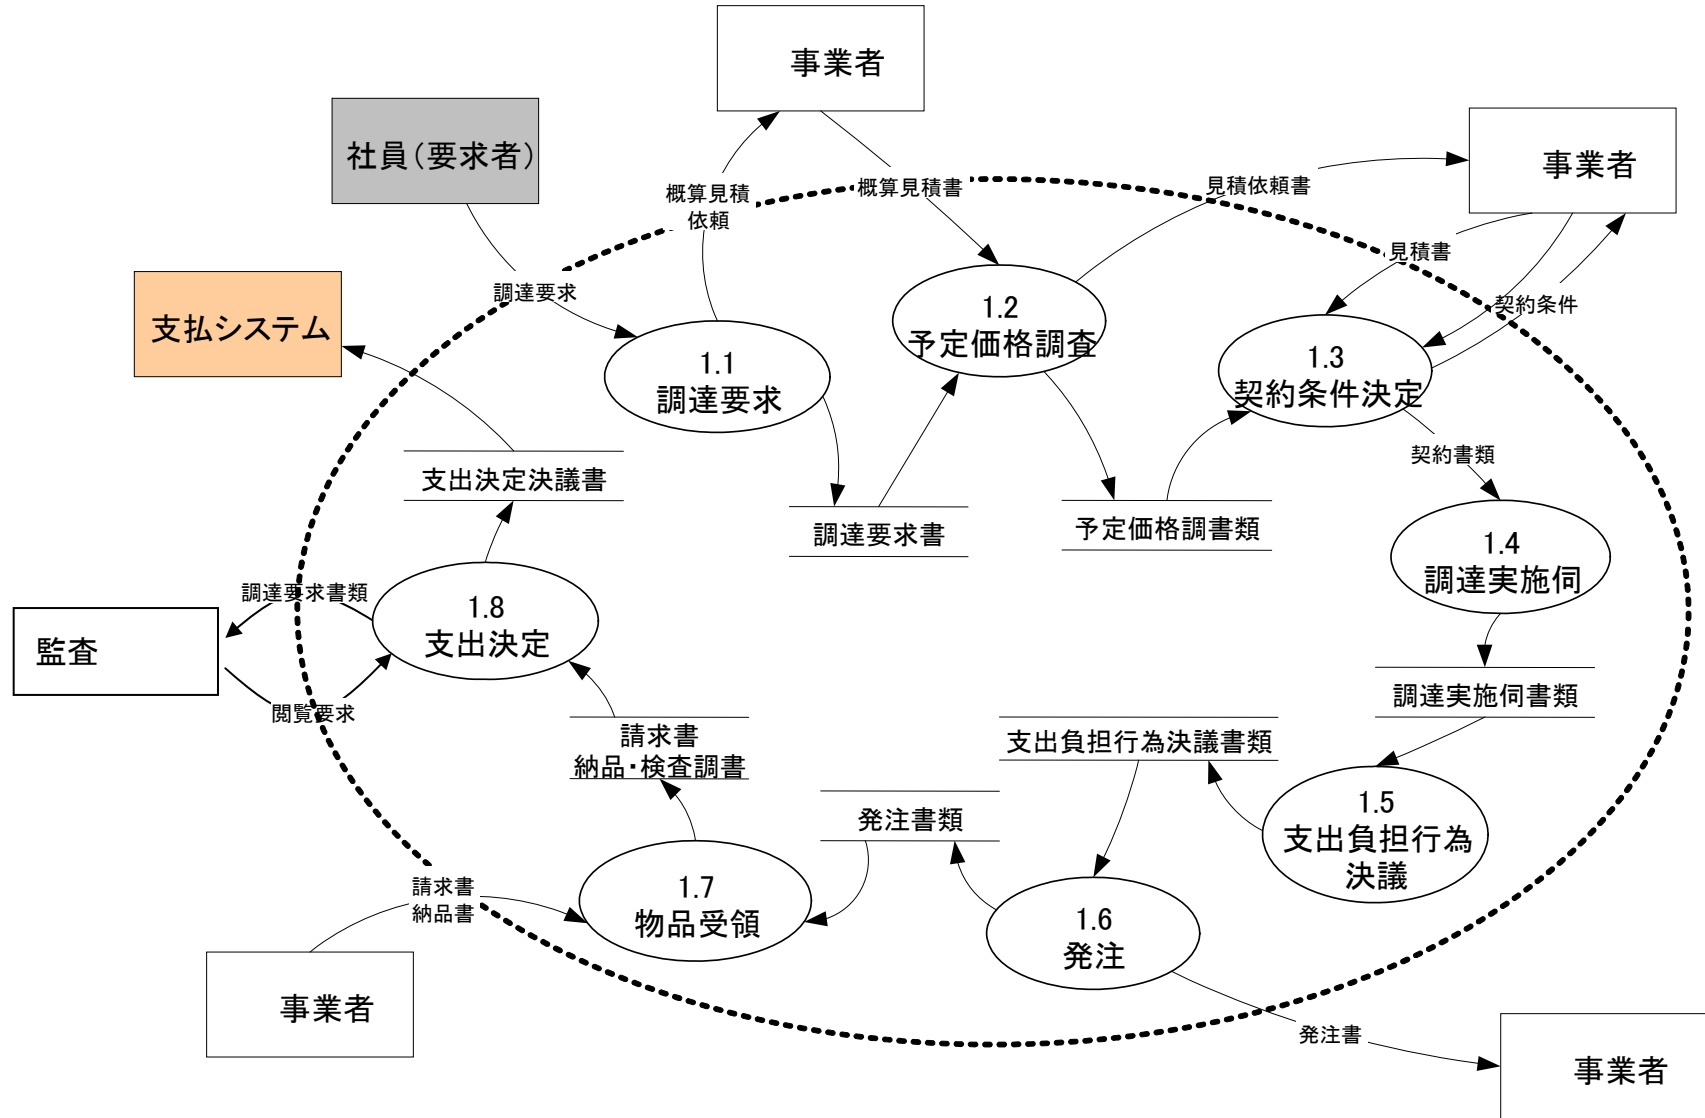 事業者
社員（要求者）
事業者
概算見積
依頼
概算見積書
見積依頼書
見積書
調達要求
契約条件
支払システム
1.1
調達要求
1.2
予定価格調査
1.3
契約条件決定
契約書類
支出決定決議書
調達要求書
予定価格調書類
1.4
調達実施伺
調達要求書類
1.8
支出決定
監査
閲覧要求
調達実施伺書類
請求書
納品・検査調書
支出負担行為決議書類
発注書類
1.5
支出負担行為
決議
請求書
納品書
1.7
物品受領
1.6
発注
事業者
発注書
事業者